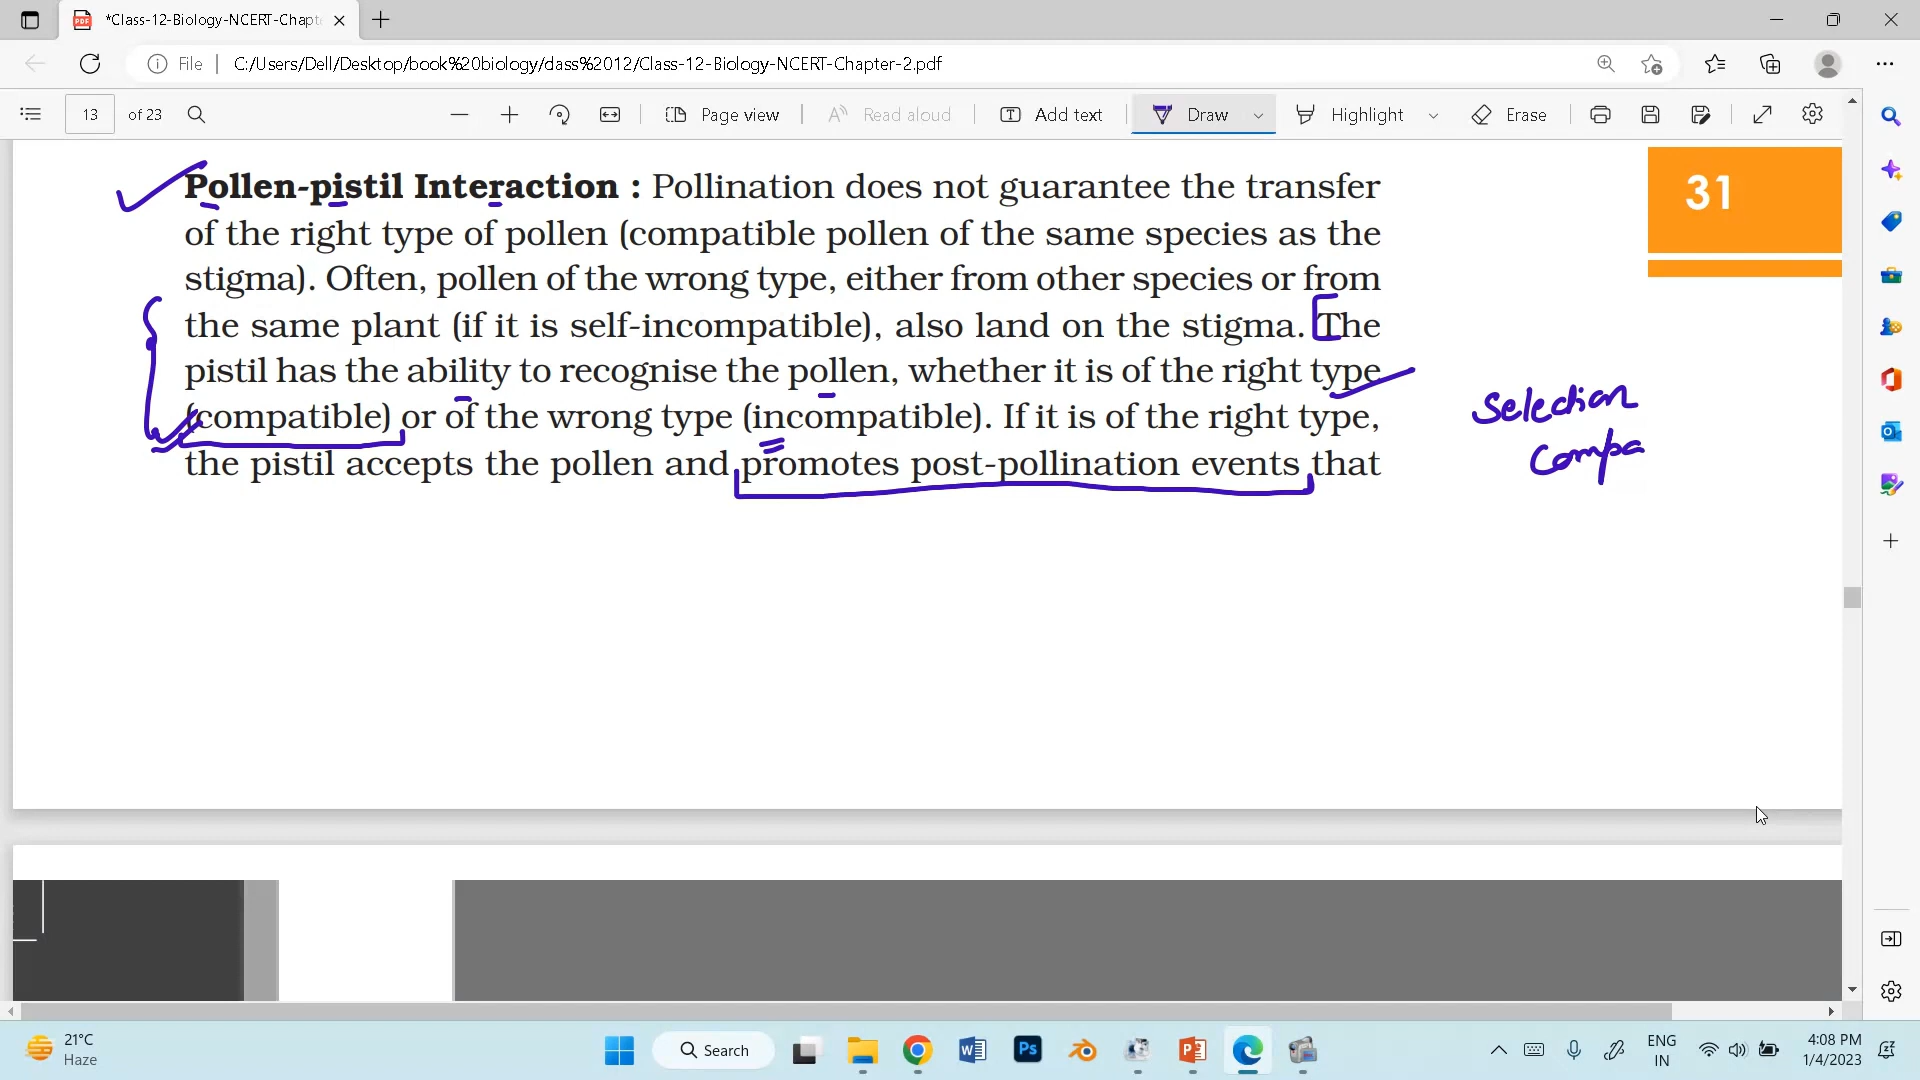 *Class-12-Biology-NCERT-Chapt
File
C:/Users/Dell/Desktop/book%20biology/dass%2012/Class-12-Biology-NCERT-Chapter-2.pdf
13 of 23
Page view
Read aloud
Add text
Draw
Highlight
Erase
31
Pollen-pistil Interaction : Pollination does not guarantee the transfer
of the right type of pollen (compatible pollen of the same species as the
stigma). Often, pollen of the wrong type, either from other species or from
the same plant (if it is self-incompatible), also land on the stigma. The
pistil has the ability to recognise the pollen, whether it is of the right type
(compatible) or of the wrong type (incompatible). If it is of the right type,
the pistil accepts the pollen and promotes post-pollination events that
Selection
Compa
21°C
Haze
Search
Ps
ENG
IN
4:08 PM
1/4/2023